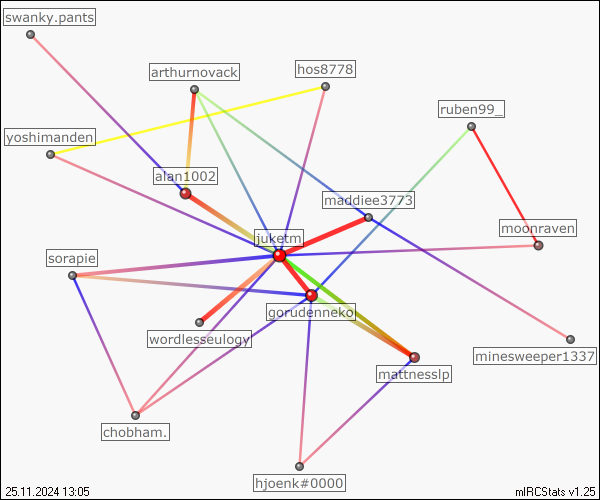 swanky.pants
arthurnovack
hos8778
ruben99_
yoshimanden
alan1002
maddiee3773
juketm
moonraven
sorapie
gorudenneko
wordlesseulogy
minesweeper1337
mattnesslp
chobham.
hjoenk#0000
25.11.2024 13:05
mIRCStats v1.25